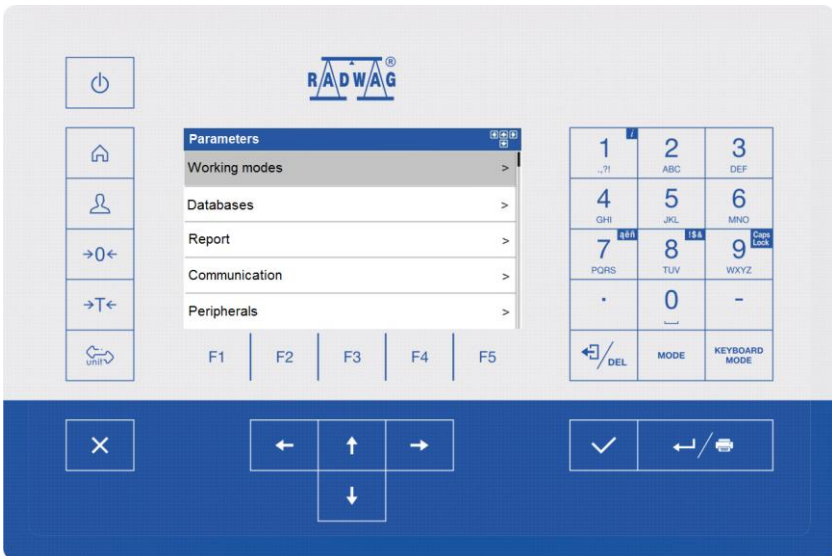 RADWAG®
Parameters
Working modes >
Databases >
Report >
Communication >
Peripherals >
F1 F2 F3 F4 F5
→0←
→T←
unit
1 i
.,?!
2
ABC
3
DEF
4
GHI
5
JKL
6
MNO
7 ąèñ
PQRS
8 !$&
TUV
9 Caps Lock
WXYZ
.
0
-
/DEL
MODE
KEYBOARD
MODE